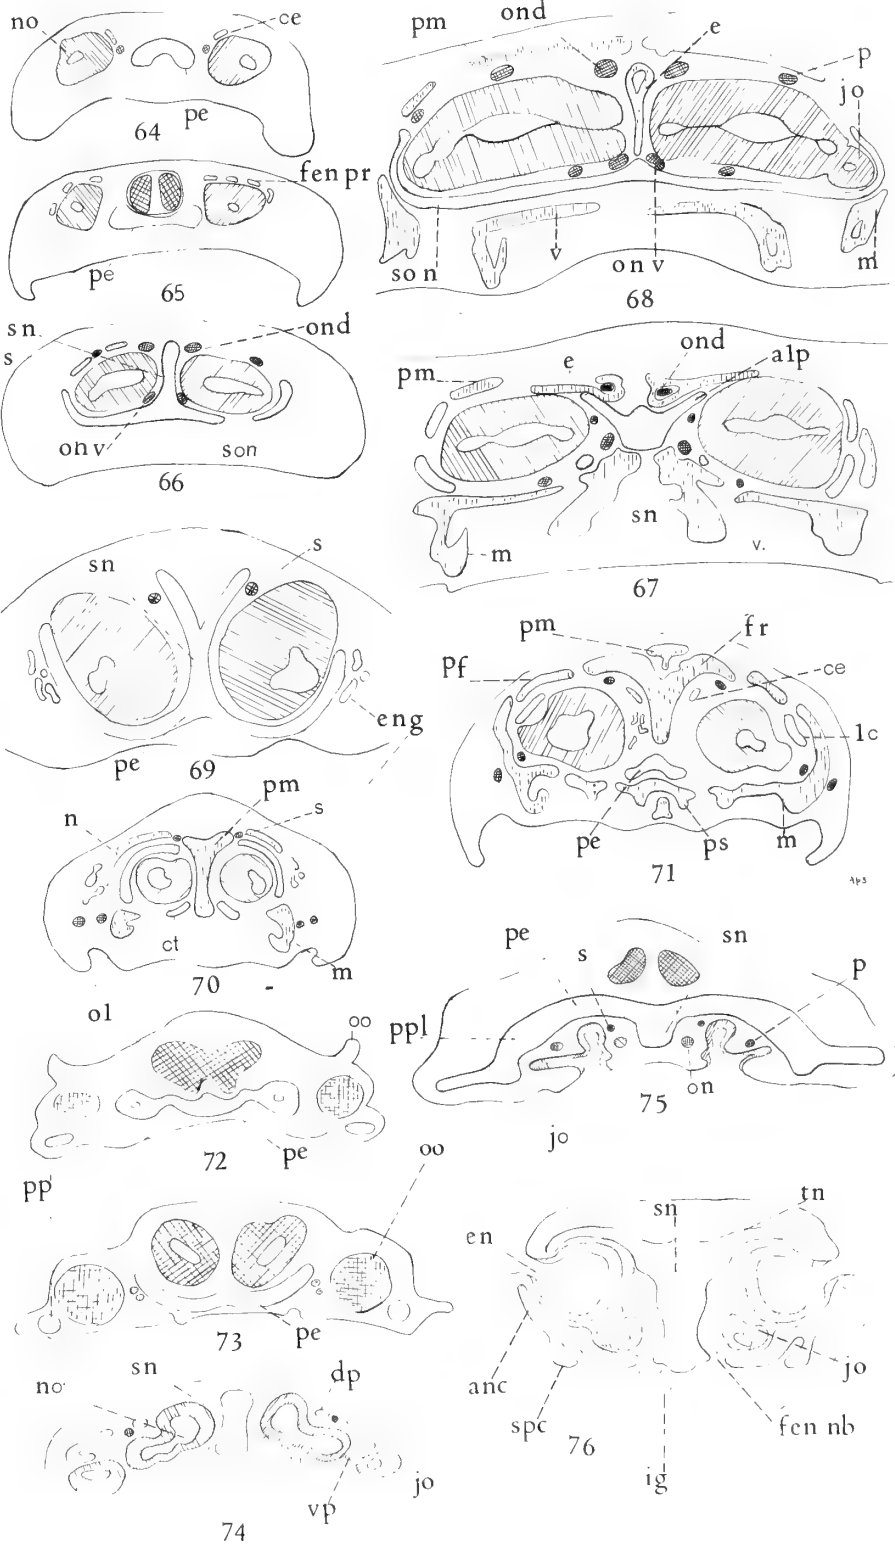 no
ce
pe
64
fen pr
pe
65
sn
s
ond
on v
son
66
pm
ond
e
p
jo
son
v
on v
m
68
pm
e
ond
alp
sn
m
v.
67
sn
s
eng
pe
69
n
pm
s
ct
m
70
pm
fr
pf
ce
lc
pe
ps
m
71
ol
oo
pe
72
pe
sn
s
p
ppl
on
75
pp
oo
pe
73
jo
sn
tn
en
anc
spc
jo
fen nb
ig
76
no
sn
dp
vp
jo
74